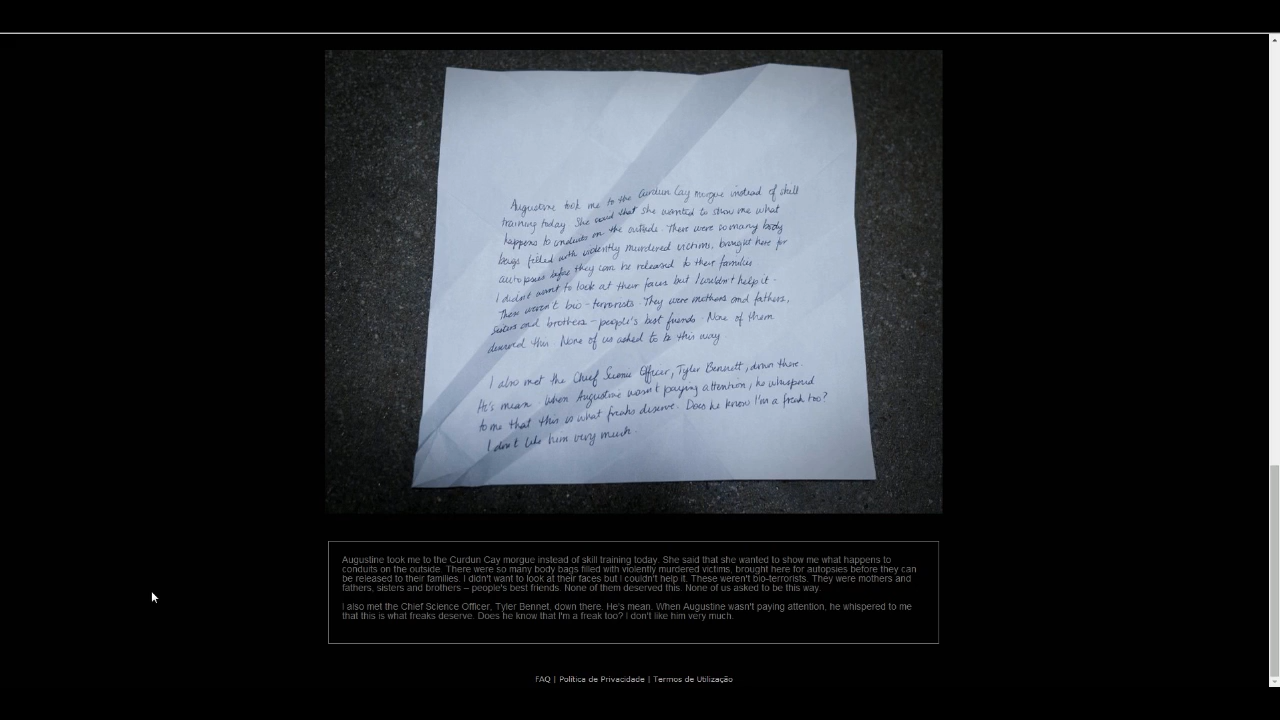 Augustine took me to the Curdun Cay morgue instead of skill
training today. She said that she wanted to show me what
happens to conduits on the outside. There were so many body
bags filled with violently murdered victims, brought here for
autopsies before they can be released to their families
I didn't want to look at their faces but I couldn't help it.
These weren't bio-terrorists. They were mothers and fathers,
sisters and brothers – people's best friends. None of them
deserved this. None of us asked to be this way
I also met the Chief Science Officer, Tyler Bennett, down there.
He's mean. When Augustine wasn't paying attention, he whispered
to me that this is what freaks deserve. Does he know I'm a freak too?
I don't like him very much.
Augustine took me to the Curdun Cay morgue instead of skill training today. She said that she wanted to show me what happens to
conduits on the outside. There were so many body bags filled with violently murdered victims, brought here for autopsies before they can
be released to their families. I didn't want to look at their faces but I couldn't help it. These weren't bio-terrorists. They were mothers and
fathers, sisters and brothers – people's best friends. None of them deserved this. None of us asked to be this way.
I also met the Chief Science Officer, Tyler Bennet, down there. He's mean. When Augustine wasn't paying attention, he whispered to me
that this is what freaks deserve. Does he know that I'm a freak too? I don't like him very much.
FAQ | Política de Privacidade | Termos de Utilização